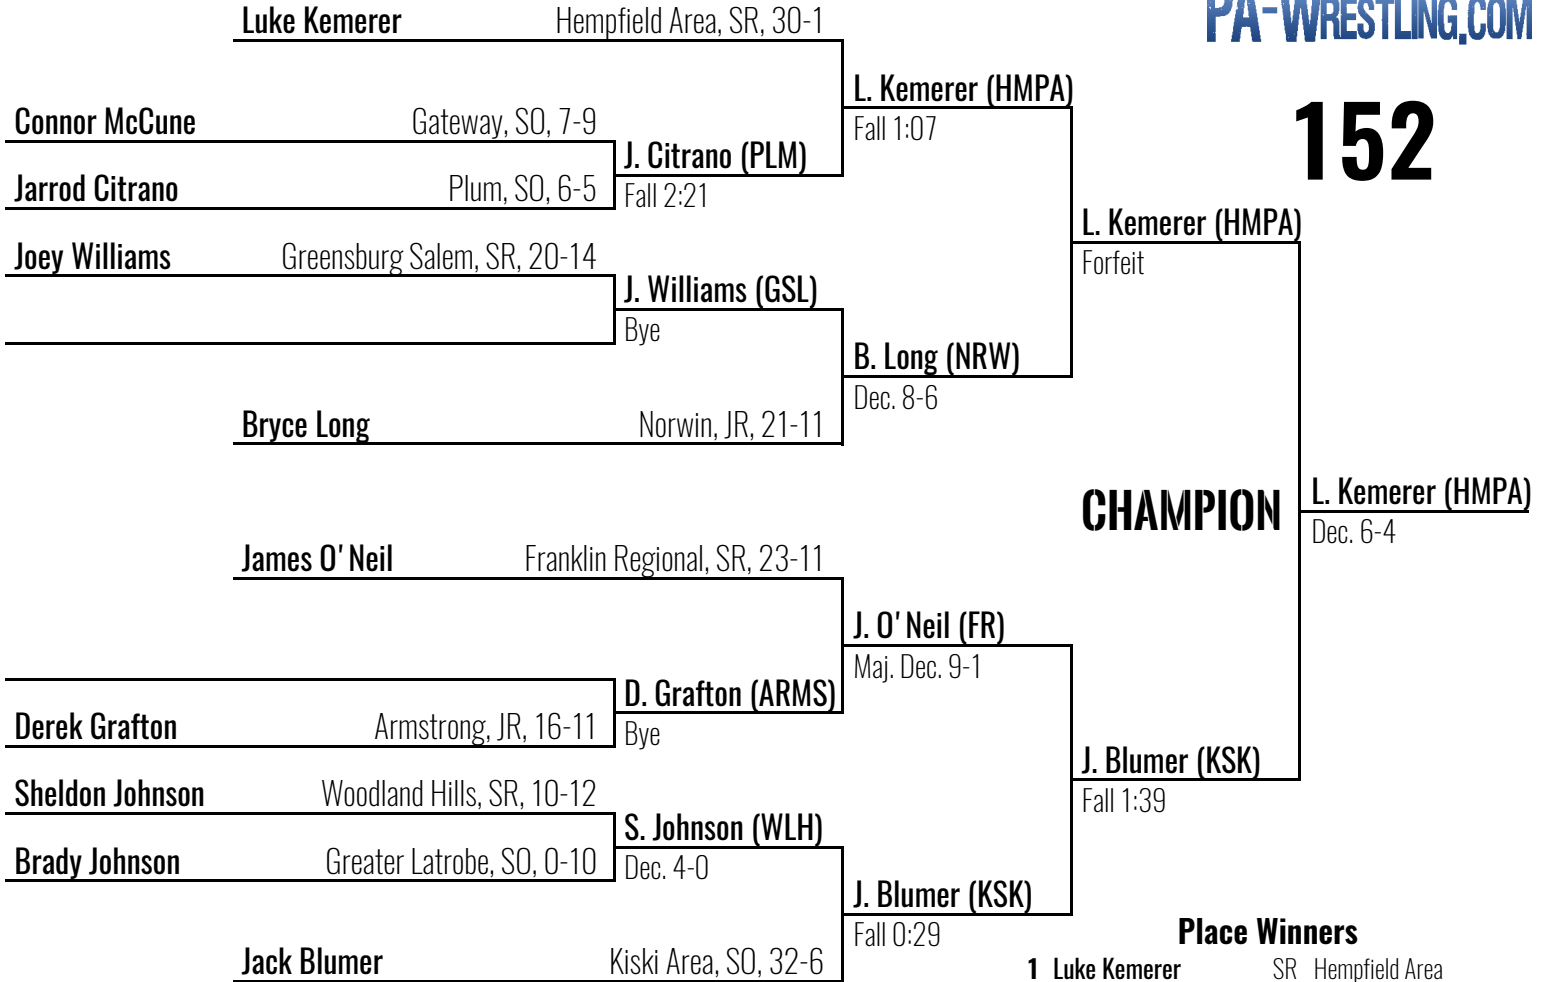 PA-WRESTLING.COM
152
Luke Kemerer Hempfield Area, SR, 30-1
L. Kemerer (HMPA)
Fall 1:07
Connor McCune Gateway, SO, 7-9
J. Citrano (PLM)
Fall 2:21
Jarrod Citrano Plum, SO, 6-5
L. Kemerer (HMPA)
Forfeit
Joey Williams Greensburg Salem, SR, 20-14
J. Williams (GSL)
Bye
B. Long (NRW)
Dec. 8-6
Bryce Long Norwin, JR, 21-11
CHAMPION
L. Kemerer (HMPA)
Dec. 6-4
James O'Neil Franklin Regional, SR, 23-11
J. O'Neil (FR)
Maj. Dec. 9-1
D. Grafton (ARMS)
Bye
Derek Grafton Armstrong, JR, 16-11
J. Blumer (KSK)
Fall 1:39
Sheldon Johnson Woodland Hills, SR, 10-12
S. Johnson (WLH)
Dec. 4-0
Brady Johnson Greater Latrobe, SO, 0-10
J. Blumer (KSK)
Fall 0:29
Jack Blumer Kiski Area, SO, 32-6
Place Winners
1 Luke Kemerer SR Hempfield Area